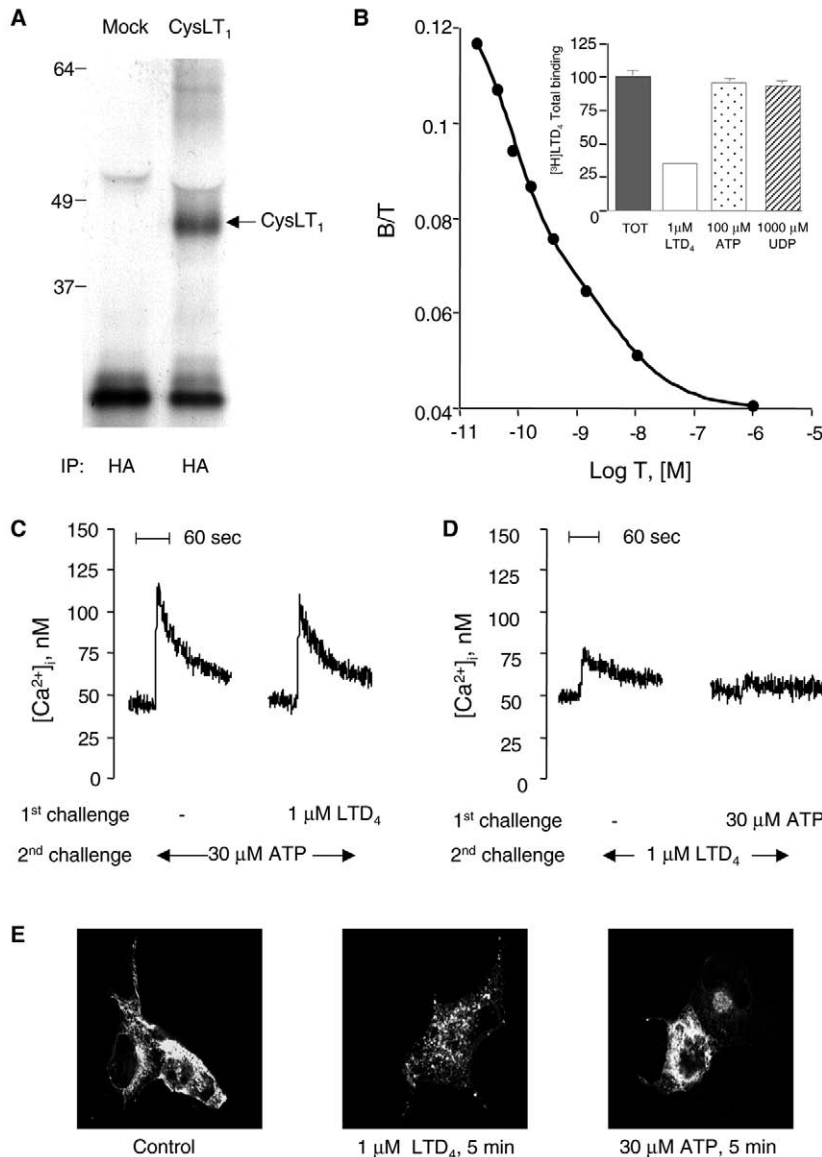 A
Mock CysLT₁
64
49
37
CysLT₁
IP: HA HA
B
0.12
0.1
0.08
0.06
0.04
B/T
-11 -10 -9 -8 -7 -6 -5
Log T, [M]
[³H]LTD₄ Total binding
125
100
75
50
25
0
TOT 1μM LTD₄ 100 μM ATP 1000 μM UDP
C
60 sec
[Ca²⁺]ᵢ, nM
150
125
100
75
50
25
0
1ˢᵗ challenge - 1 μM LTD₄
2ⁿᵈ challenge 30 μM ATP
D
60 sec
[Ca²⁺]ᵢ, nM
150
125
100
75
50
25
0
1ˢᵗ challenge - 30 μM ATP
2ⁿᵈ challenge 1 μM LTD₄
E
Control
1 μM LTD₄, 5 min
30 μM ATP, 5 min